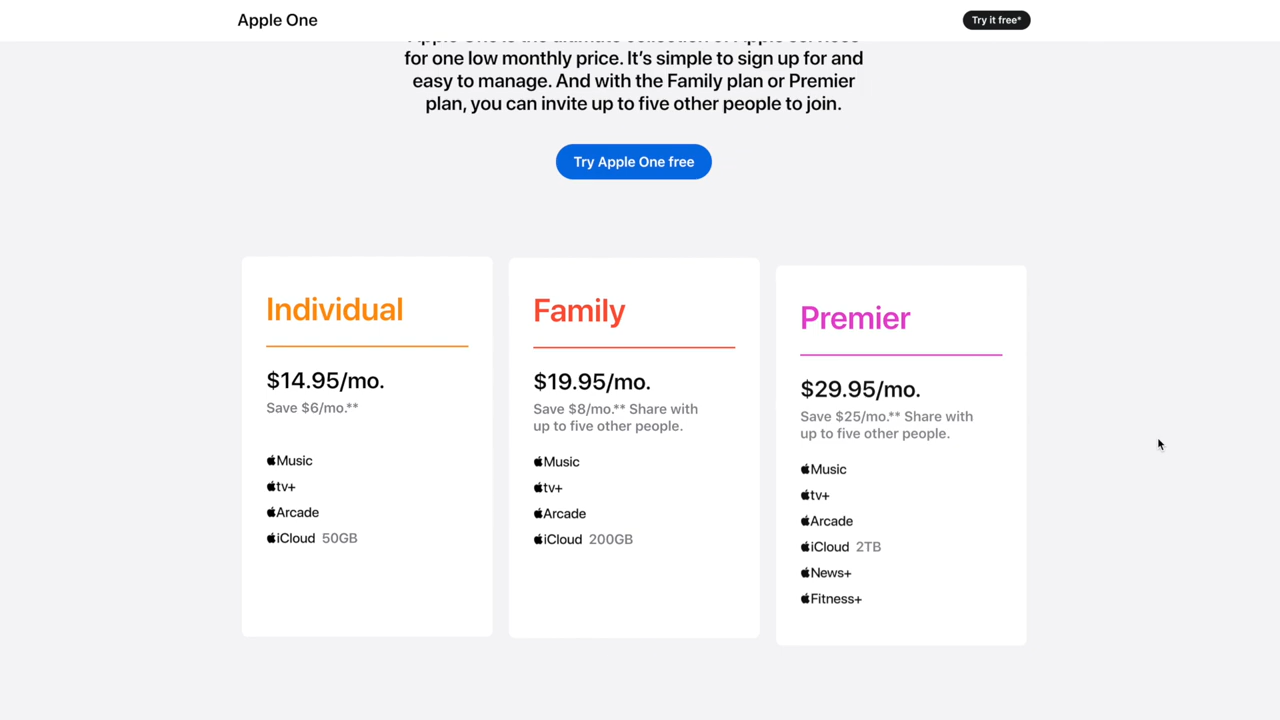 Apple One
Try it free*
for one low monthly price. It's simple to sign up for and
easy to manage. And with the Family plan or Premier
plan, you can invite up to five other people to join.
Try Apple One free
Individual
$14.95/mo.
Save $6/mo.**
Music
tv+
Arcade
iCloud 50GB
Family
$19.95/mo.
Save $8/mo.** Share with
up to five other people.
Music
tv+
Arcade
iCloud 200GB
Premier
$29.95/mo.
Save $25/mo.** Share with
up to five other people.
Music
tv+
Arcade
iCloud 2TB
News+
Fitness+